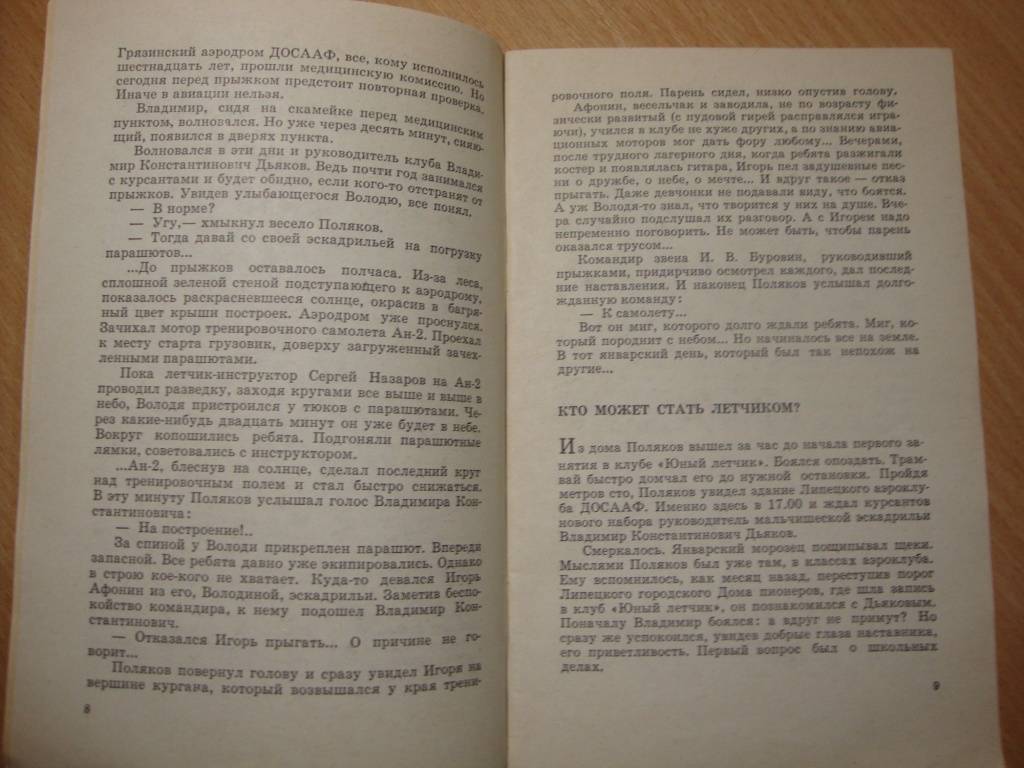 Грязинский аэродром ДОСААФ, все, кому исполнилось
шестнадцать лет, прошли медицинскую комиссию. Но
сегодня перед прыжком предстоит повторная проверка.
Иначе в авиации нельзя.
Владимир, сидя на скамейке перед медицинским
пунктом, волновался. Но уже через десять минут, сияю-
щий, появился в дверях пункта.
Волновался в эти дни и руководитель клуба Влади-
мир Константинович Дьяков. Ведь почти год занимался
с курсантами и будет обидно, если кого-то отстранят от
прыжков. Увидев улыбающегося Володю, все понял.
— В норме?
— Угу,— хмыкнул весело Поляков.
— Тогда давай со своей эскадрильей на погрузку
парашютов...
...До прыжков оставалось полчаса. Из-за леса,
сплошной зеленой стеной подступающего к аэродрому,
показалось раскрасневшееся солнце, окрасив в багря-
ный цвет крыши построек. Аэродром уже проснулся.
Зачихал мотор тренировочного самолета Ан-2. Проехал
к месту старта грузовик, доверху загруженный зачех-
ленными парашютами.
Пока летчик-инструктор Сергей Назаров на Ан-2
проводил разведку, заходя кругами все выше и выше в
небо, Володя пристроился у тюков с парашютами. Че-
рез какие-нибудь двадцать минут он уже будет в небе.
Вокруг копошились ребята. Подгоняли парашютные
лямки, советовались с инструктором.
...Ан-2, блеснув на солнце, сделал последний круг
над тренировочным полем и стал быстро снижаться.
В эту минуту Поляков услышал голос Владимира Кон-
стантиновича:
— На построение!..
За спиной у Володи прикреплен парашют. Впереди
запасной. Все ребята давно уже экипировались. Однако
в строю кое-кого не хватает. Куда-то девался Игорь
Афонин из его, Володиной, эскадрильи. Заметив беспо-
койство командира, к нему подошел Владимир Кон-
стантинович.
— Отказался Игорь прыгать... О причине не го-
ворит...
Поляков повернул голову и сразу увидел Игоря на
вершине кургана, который возвышался у края трени-
8
ровочного поля. Парень сидел, низко опустив голову.
Афонин, весельчак и заводила, не по возрасту фи-
зически развитый (с пудовой гирей расправлялся игра-
ючи), учился в клубе не хуже других, а по знанию авиа-
ционных моторов мог дать фору любому... Вечерами,
после трудного лагерного дня, когда ребята разжигали
костер и появлялась гитара, Игорь пел задушевные пес-
ни о дружбе, о небе, о мечте... И вдруг такое — отказ
прыгать. Даже девчонки не подавали виду, что боятся.
А уж Володя-то знал, что творится у них на душе. Вче-
ра случайно подслушал их разговор. А с Игорем надо
непременно поговорить. Не может быть, чтобы парень
оказался трусом...
Командир звена И. В. Буровин, руководивший
прыжками, придирчиво осмотрел каждого, дал послед-
ние наставления. И наконец Поляков услышал долго-
жданную команду:
— К самолету...
Вот он миг, которого долго ждали ребята. Миг, ко-
торый породнит с небом... Но начиналось все на земле.
В тот январский день, который был так непохож на
другие...
КТО МОЖЕТ СТАТЬ ЛЕТЧИКОМ?
Из дома Поляков вышел за час до начала первого за-
нятия в клубе «Юный летчик». Боялся опоздать. Трам-
вай быстро домчал его до нужной остановки. Пройдя
метров сто, Поляков увидел здание Липецкого аэроклу-
ба ДОСААФ. Именно здесь в 17.00 и ждал курсантов
нового набора руководитель мальчишеской эскадрильи
Владимир Константинович Дьяков.
Смеркалось. Январский морозец пощипывал щеки.
Мыслями Поляков был уже там, в классах аэроклуба.
Ему вспомнилось, как месяц назад, переступив порог
Липецкого городского Дома пионеров, где шла запись
в клуб «Юный летчик», он познакомился с Дьяковым.
Поначалу Владимир боялся: а вдруг не примут? Но
сразу же успокоился, увидев добрые глаза наставника,
его приветливость. Первый вопрос был о школьных
делах.
9